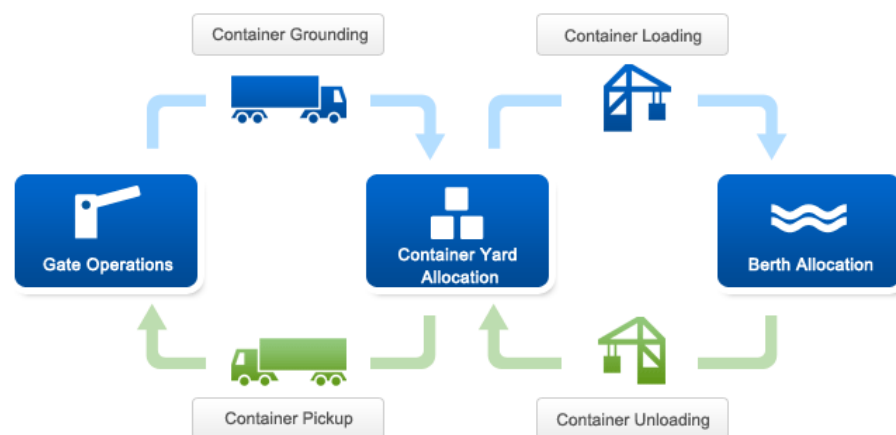 Container Grounding
Container Loading
Gate Operations
Container Yard
Allocation
Berth Allocation
Container Pickup
Container Unloading